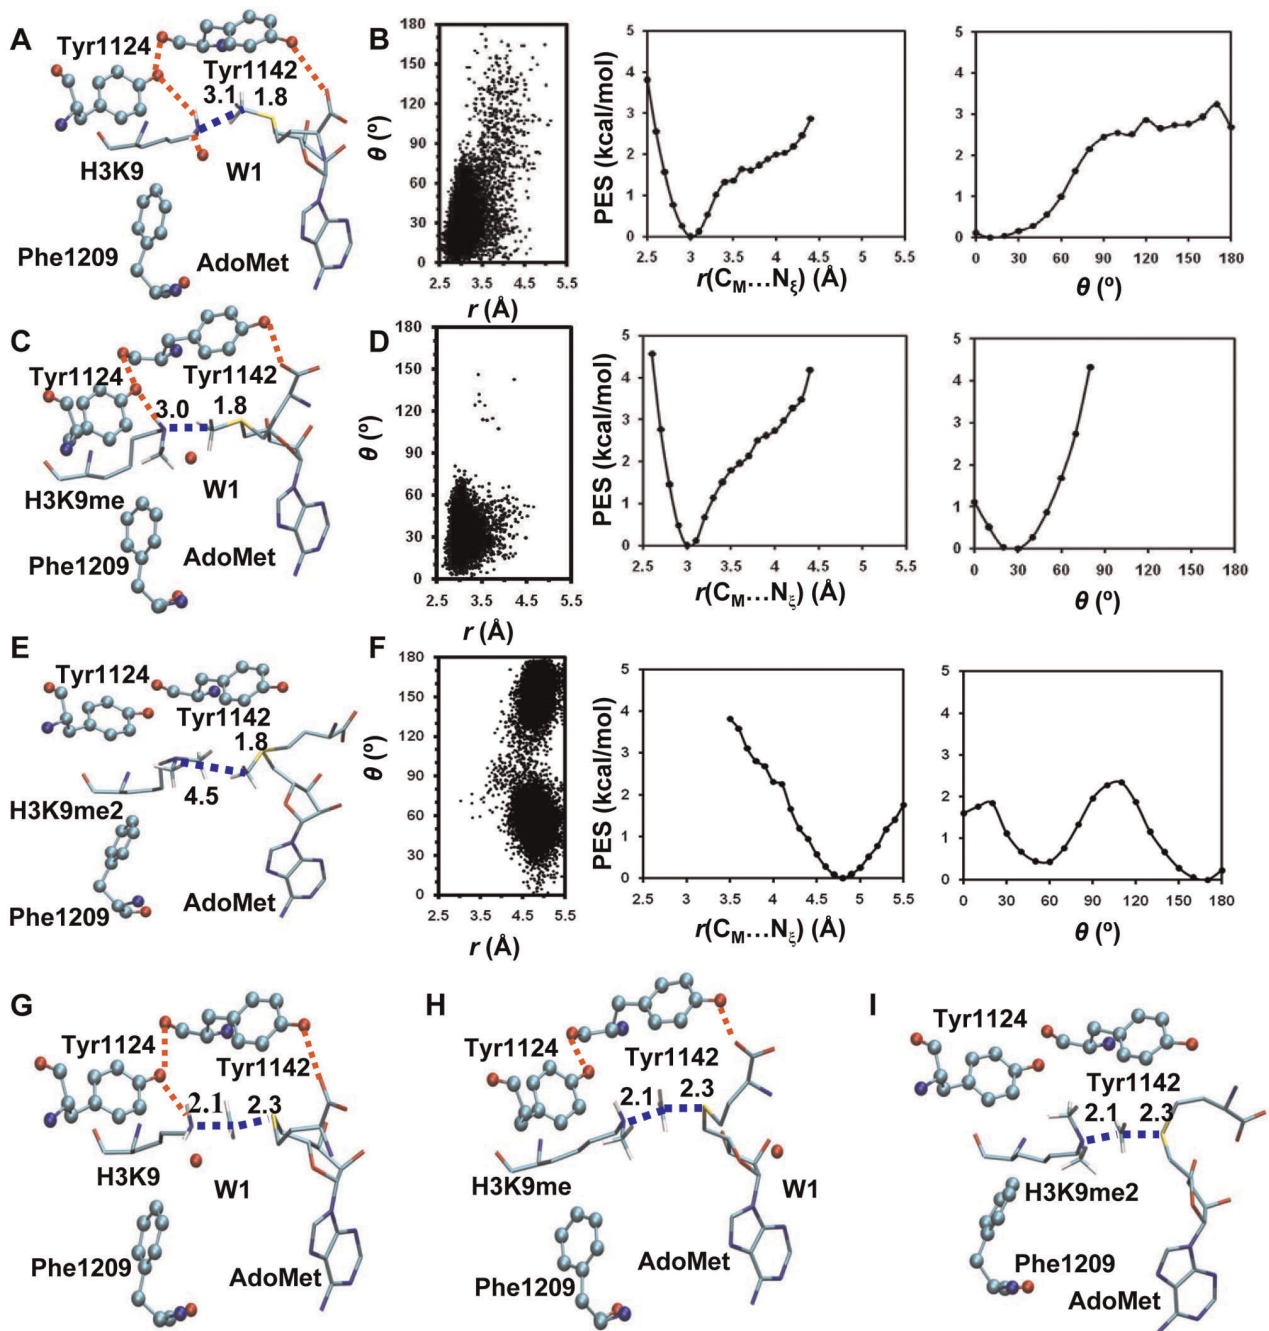 A
Tyr1124
Tyr1142
3.1
1.8
H3K9
W1
Phe1209
AdoMet
B
θ (º)
180
150
120
90
60
30
0
2.5 3.5 4.5 5.5
r (Å)
PES (kcal/mol)
5
4
3
2
1
0
2.5 3 3.5 4 4.5 5 5.5
r(C_M…N_ξ) (Å)
5
4
3
2
1
0
0 30 60 90 120 150 180
θ (º)
C
Tyr1124
Tyr1142
3.0
1.8
H3K9me
W1
Phe1209
AdoMet
D
θ (º)
180
150
120
90
60
30
0
2.5 3.5 4.5 5.5
r (Å)
PES (kcal/mol)
5
4
3
2
1
0
2.5 3 3.5 4 4.5 5 5.5
r(C_M…N_ξ) (Å)
5
4
3
2
1
0
0 30 60 90 120 150 180
θ (º)
E
Tyr1124
Tyr1142
1.8
4.5
H3K9me2
Phe1209
AdoMet
F
θ (º)
180
150
120
90
60
30
0
2.5 3.5 4.5 5.5
r (Å)
PES (kcal/mol)
5
4
3
2
1
0
2.5 3 3.5 4 4.5 5 5.5
r(C_M…N_ξ) (Å)
5
4
3
2
1
0
0 30 60 90 120 150 180
θ (º)
G
Tyr1124
Tyr1142
2.1
2.3
H3K9
W1
Phe1209
AdoMet
H
Tyr1124
Tyr1142
2.1
2.3
H3K9me
W1
AdoMet
Phe1209
I
Tyr1124
Tyr1142
2.1
2.3
H3K9me2
Phe1209
AdoMet